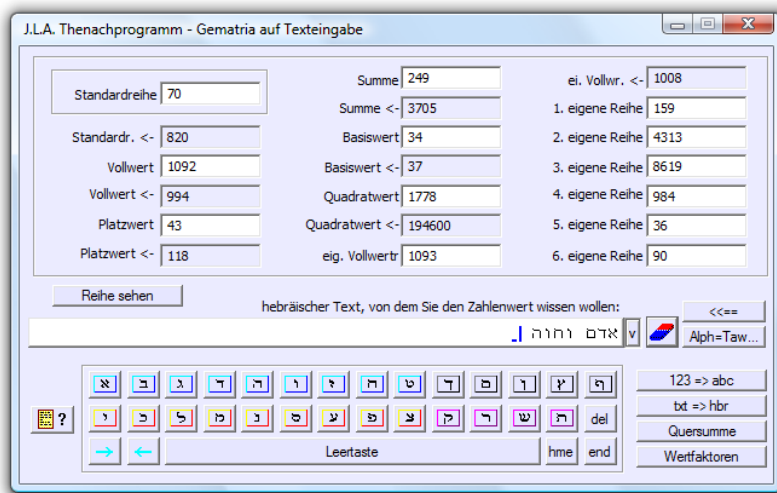 J.L.A. Thenachprogramm - Gematria auf Texteingabe
Standardreihe 70
Standardr. <- 820
Vollwert 1092
Vollwert <- 994
Platzwert 43
Platzwert <- 118
Summe 249
Summe <- 3705
Basiswert 34
Basiswert <- 37
Quadratwert 1778
Quadratwert <- 194600
eig. Vollwertr 1093
ei. Vollwr. <- 1008
1. eigene Reihe 159
2. eigene Reihe 4313
3. eigene Reihe 8619
4. eigene Reihe 984
5. eigene Reihe 36
6. eigene Reihe 90
Reihe sehen
hebräischer Text, von dem Sie den Zahlenwert wissen wollen:
<<==
אדם וחוה
v
Alph=Taw...
א ב ג ד ה ו ז ח ט ך ם ן ץ ף
?
י כ ל מ נ ס ע פ צ ק ר ש ת del
→ ← Leertaste hme end
123 => abc
txt => hbr
Quersumme
Wertfaktoren